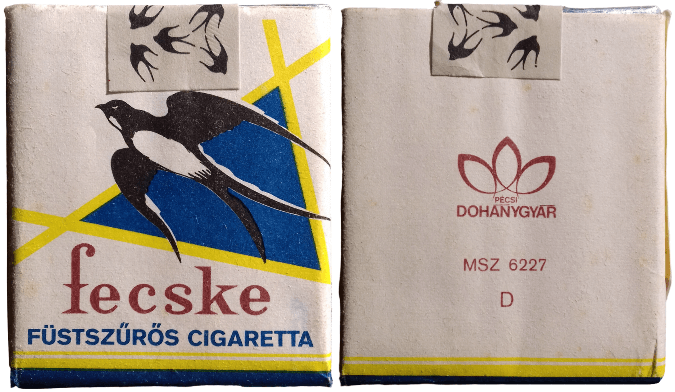 fecske
FÜSTSZŰRŐS CIGARETTA
PÉCSI
DOHÁNYGYÁR
MSZ 6227
D